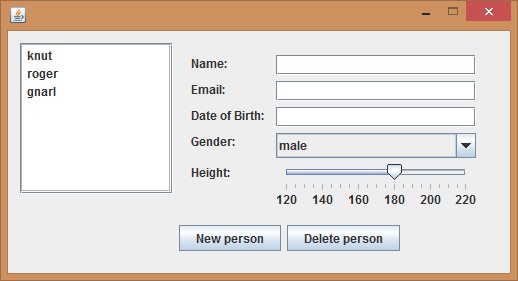 knut
roger
gnarl
Name:
Email:
Date of Birth:
Gender:
male
Height:
120 140 160 180 200 220
New person
Delete person